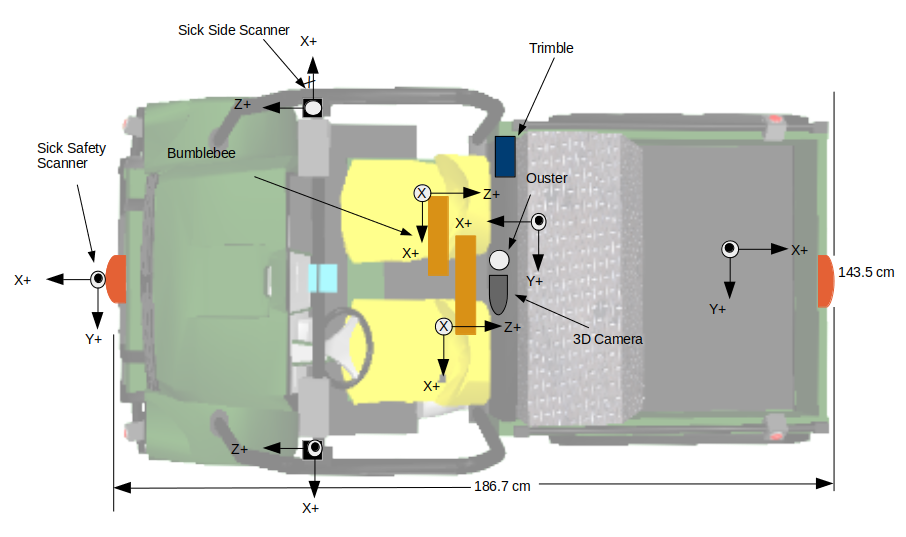 Sick Side Scanner
X+
Trimble
Z+
Sick Safety
Scanner
Bumblebee
Ouster
Z+
X+
X+
X+
X+
Y+
143.5 cm
Y+
Y+
Z+
3D Camera
X+
Z+
186.7 cm
X+